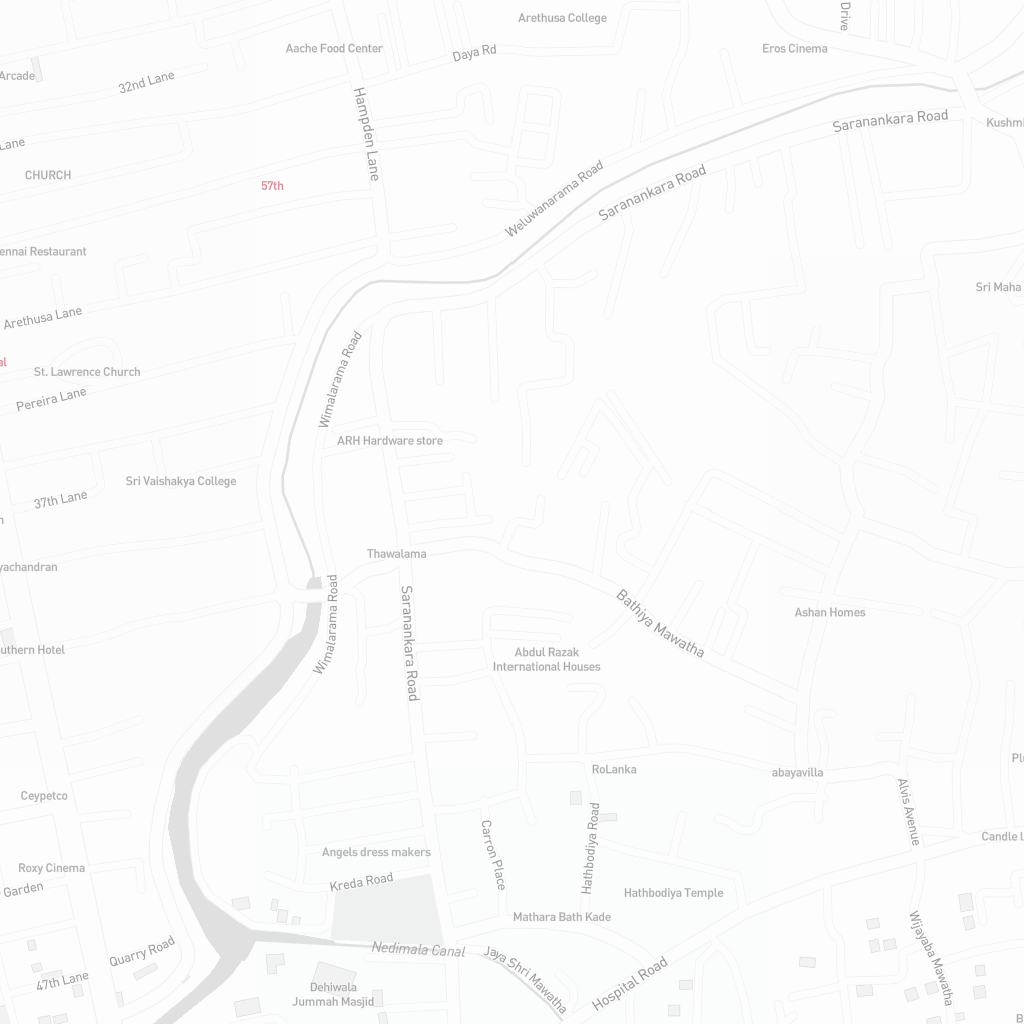 Arethusa College
Drive
Aache Food Center
Daya Rd
Eros Cinema
Arcade
32nd Lane
Hampden Lane
Saranankara Road
Kushmi
Lane
CHURCH
57th
Weluwanarama Road
Saranankara Road
ennai Restaurant
Sri Maha
Arethusa Lane
Wimalarama Road
al
St. Lawrence Church
Pereira Lane
ARH Hardware store
Sri Vaishakya College
37th Lane
n
Thawalama
yachandran
Wimalarama Road
Saranankara Road
Bathiya Mawatha
Ashan Homes
uthern Hotel
Abdul Razak
International Houses
RoLanka
abayavilla
Pl
Ceypetco
Alvis Avenue
Hathbodiya Road
Carron Place
Candle l
Angels dress makers
Roxy Cinema
Kreda Road
Garden
Hathbodiya Temple
Mathara Bath Kade
Wijayaba Mawatha
Quarry Road
Nedimala Canal
Jaya Shri Mawatha
Hospital Road
47th Lane
Dehiwala
Jummah Masjid
B